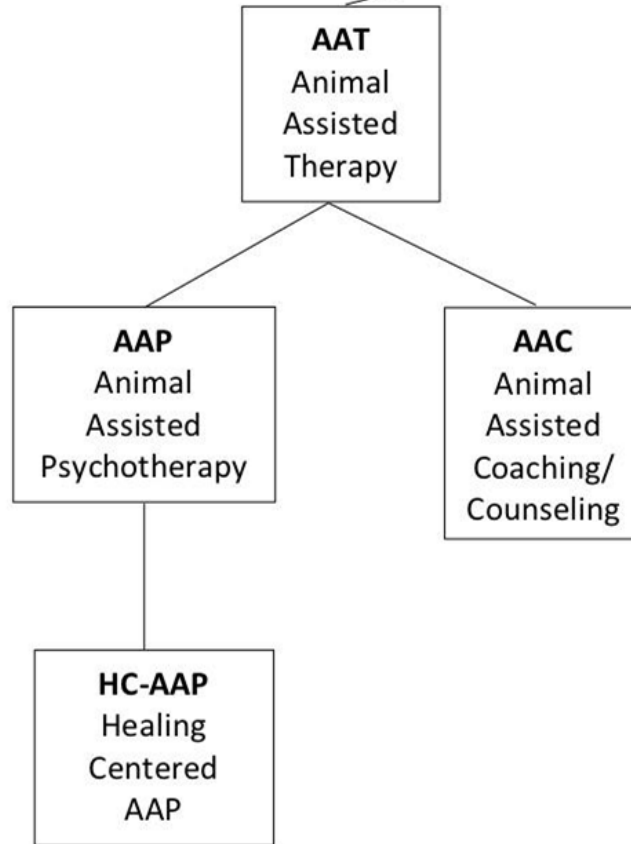 AAT
Animal
Assisted
Therapy
AAP
Animal
Assisted
Psychotherapy
AAC
Animal
Assisted
Coaching/
Counseling
HC-AAP
Healing
Centered
AAP